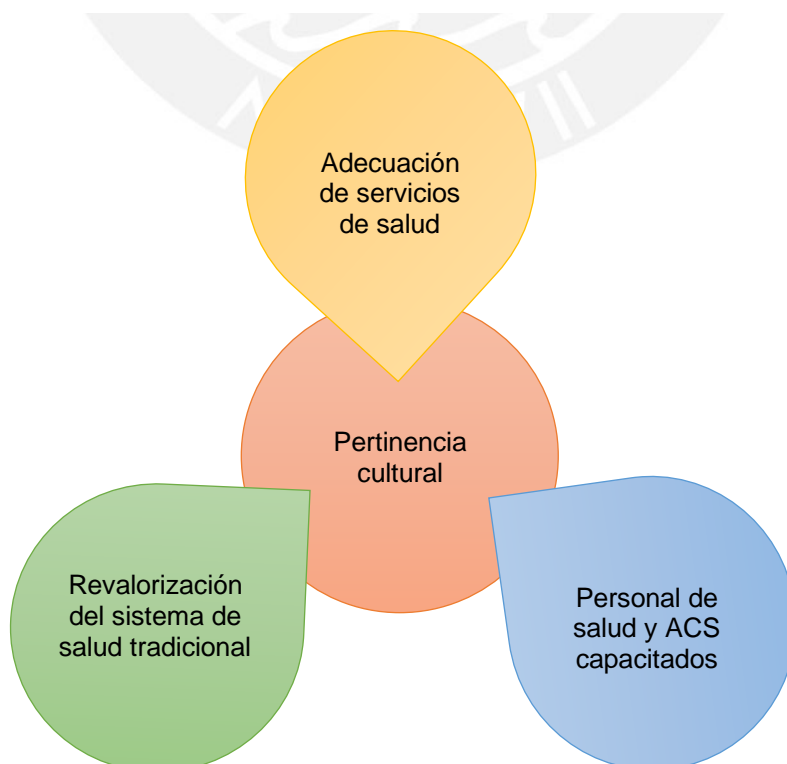 Adecuación
de servicios
de salud
Pertinencia
cultural
Revalorización
del sistema de
salud tradicional
Personal de
salud y ACS
capacitados